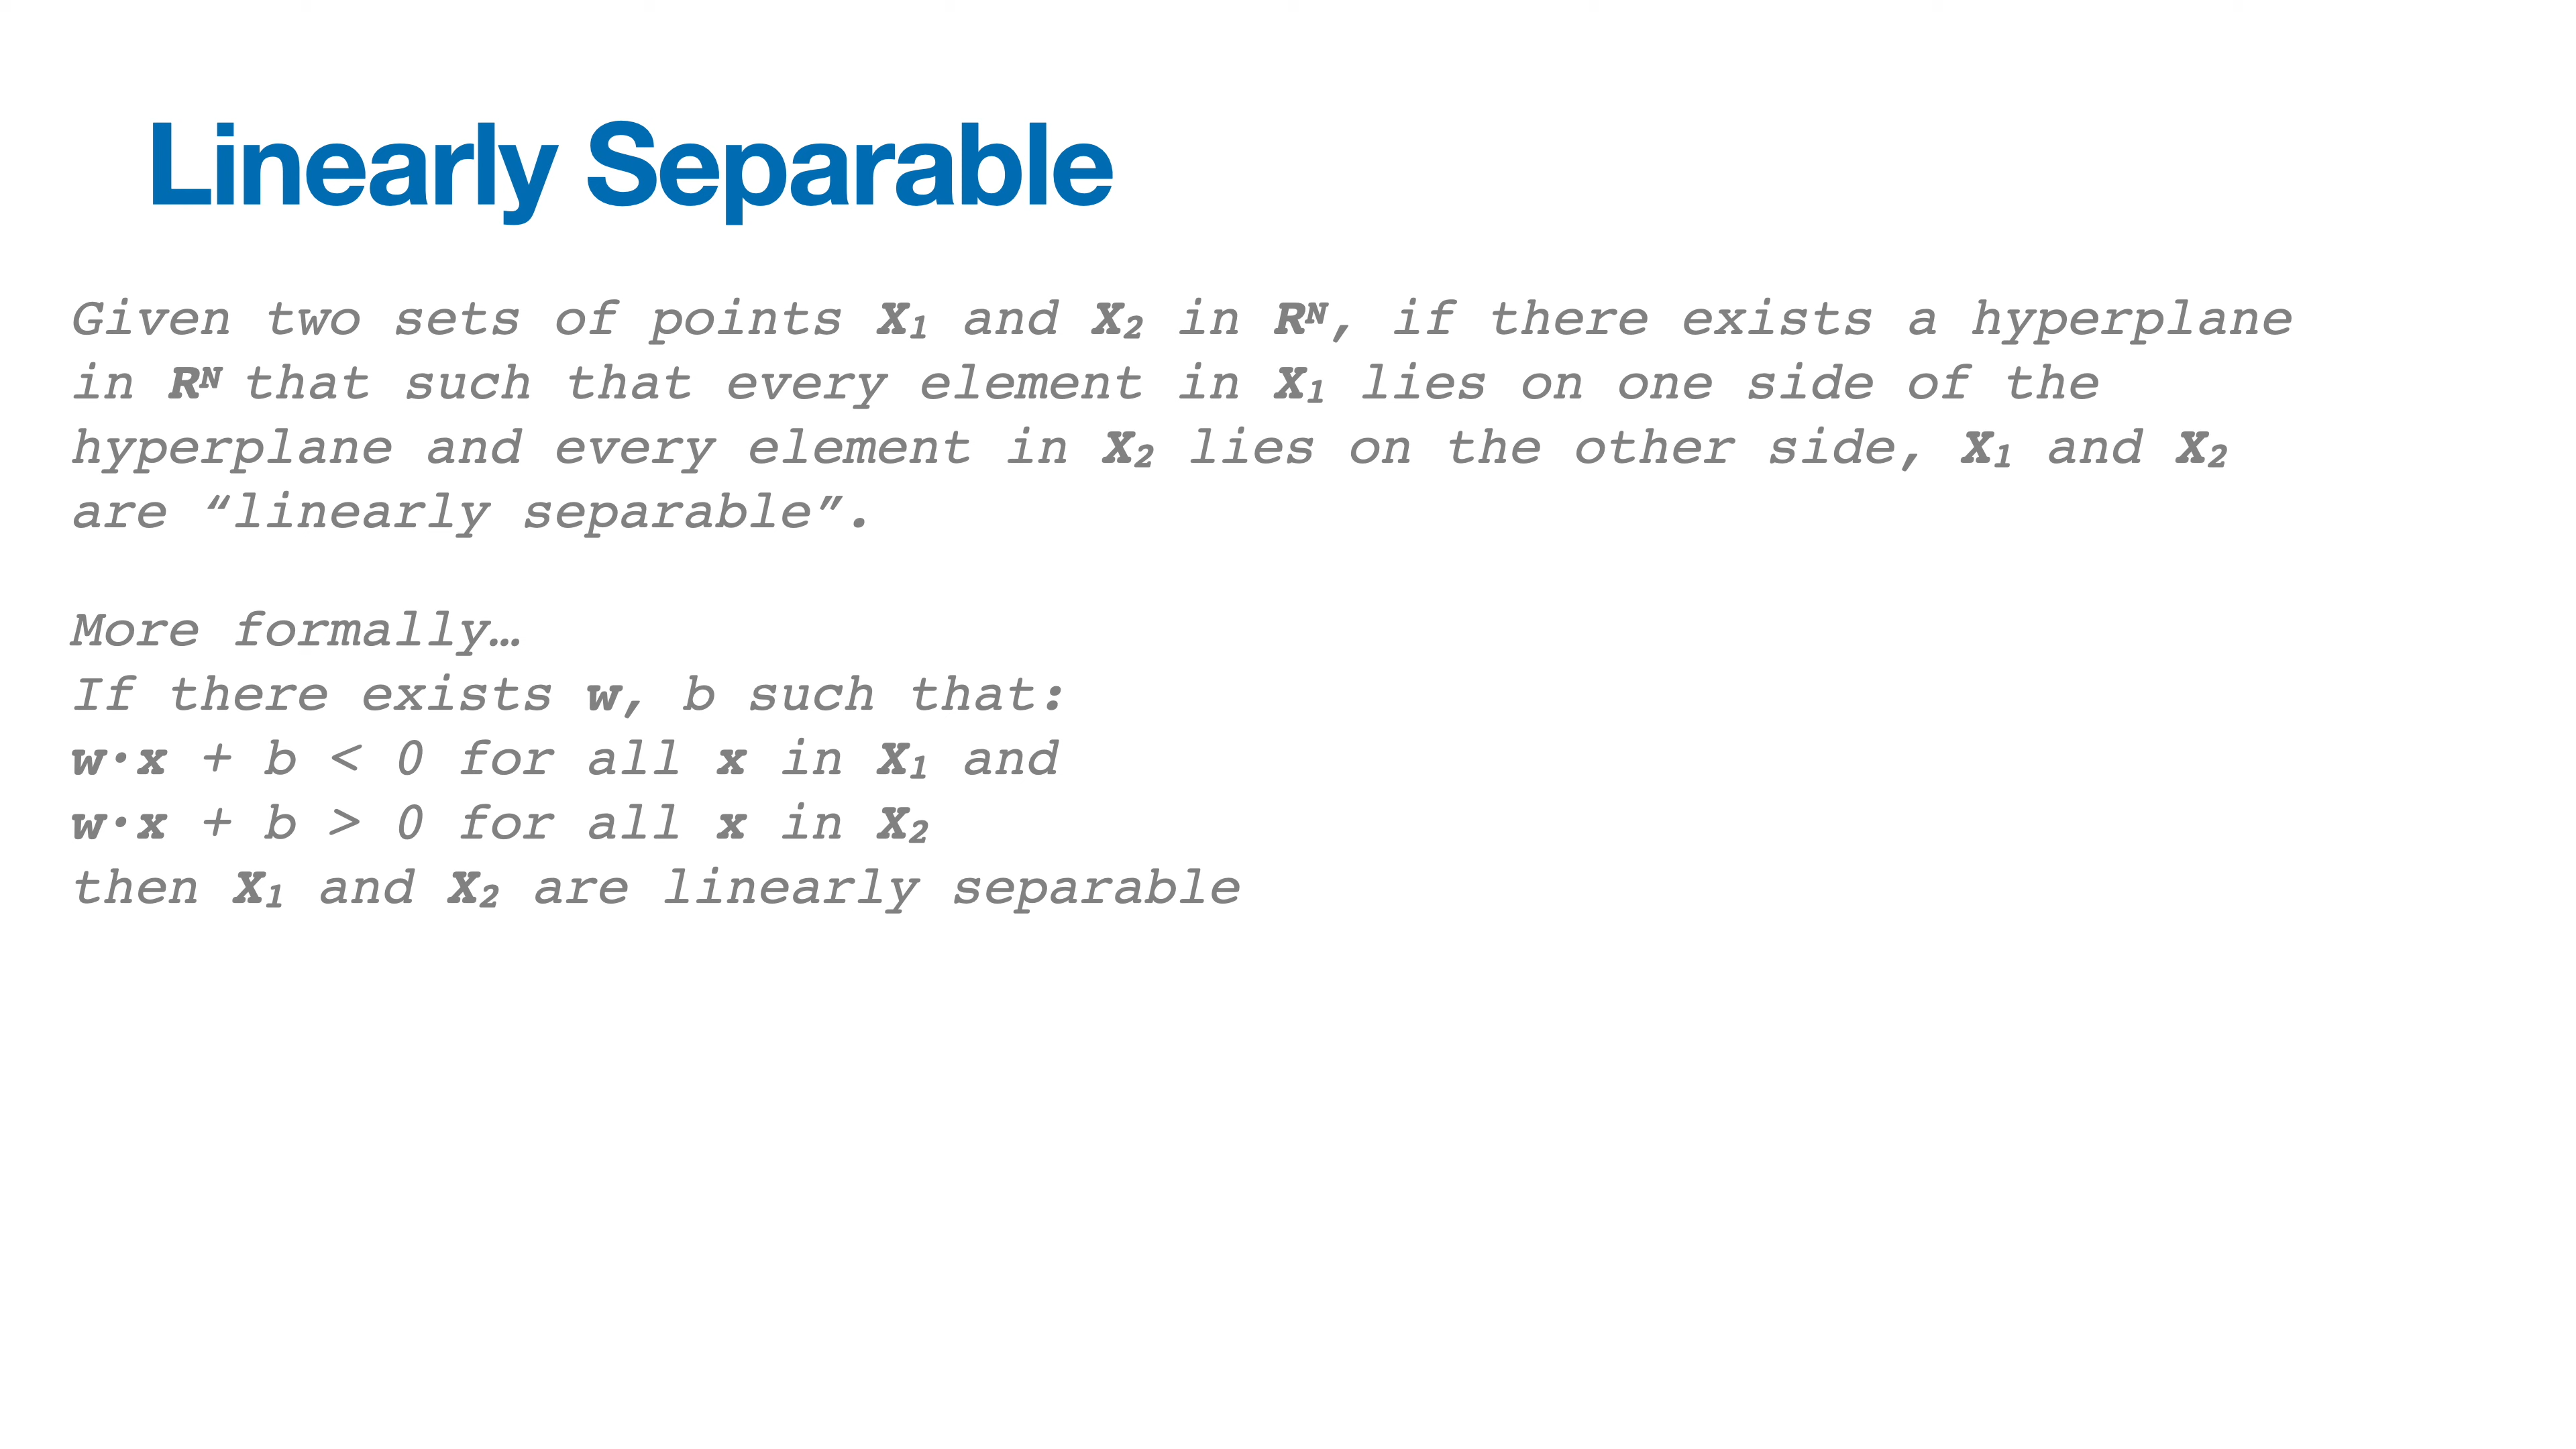 Linearly Separable
Given two sets of points X₁ and X₂ in Rᴺ, if there exists a hyperplane
in Rᴺ that such that every element in X₁ lies on one side of the
hyperplane and every element in X₂ lies on the other side, X₁ and X₂
are “linearly separable”.
More formally…
If there exists w, b such that:
w·x + b < 0 for all x in X₁ and
w·x + b > 0 for all x in X₂
then X₁ and X₂ are linearly separable